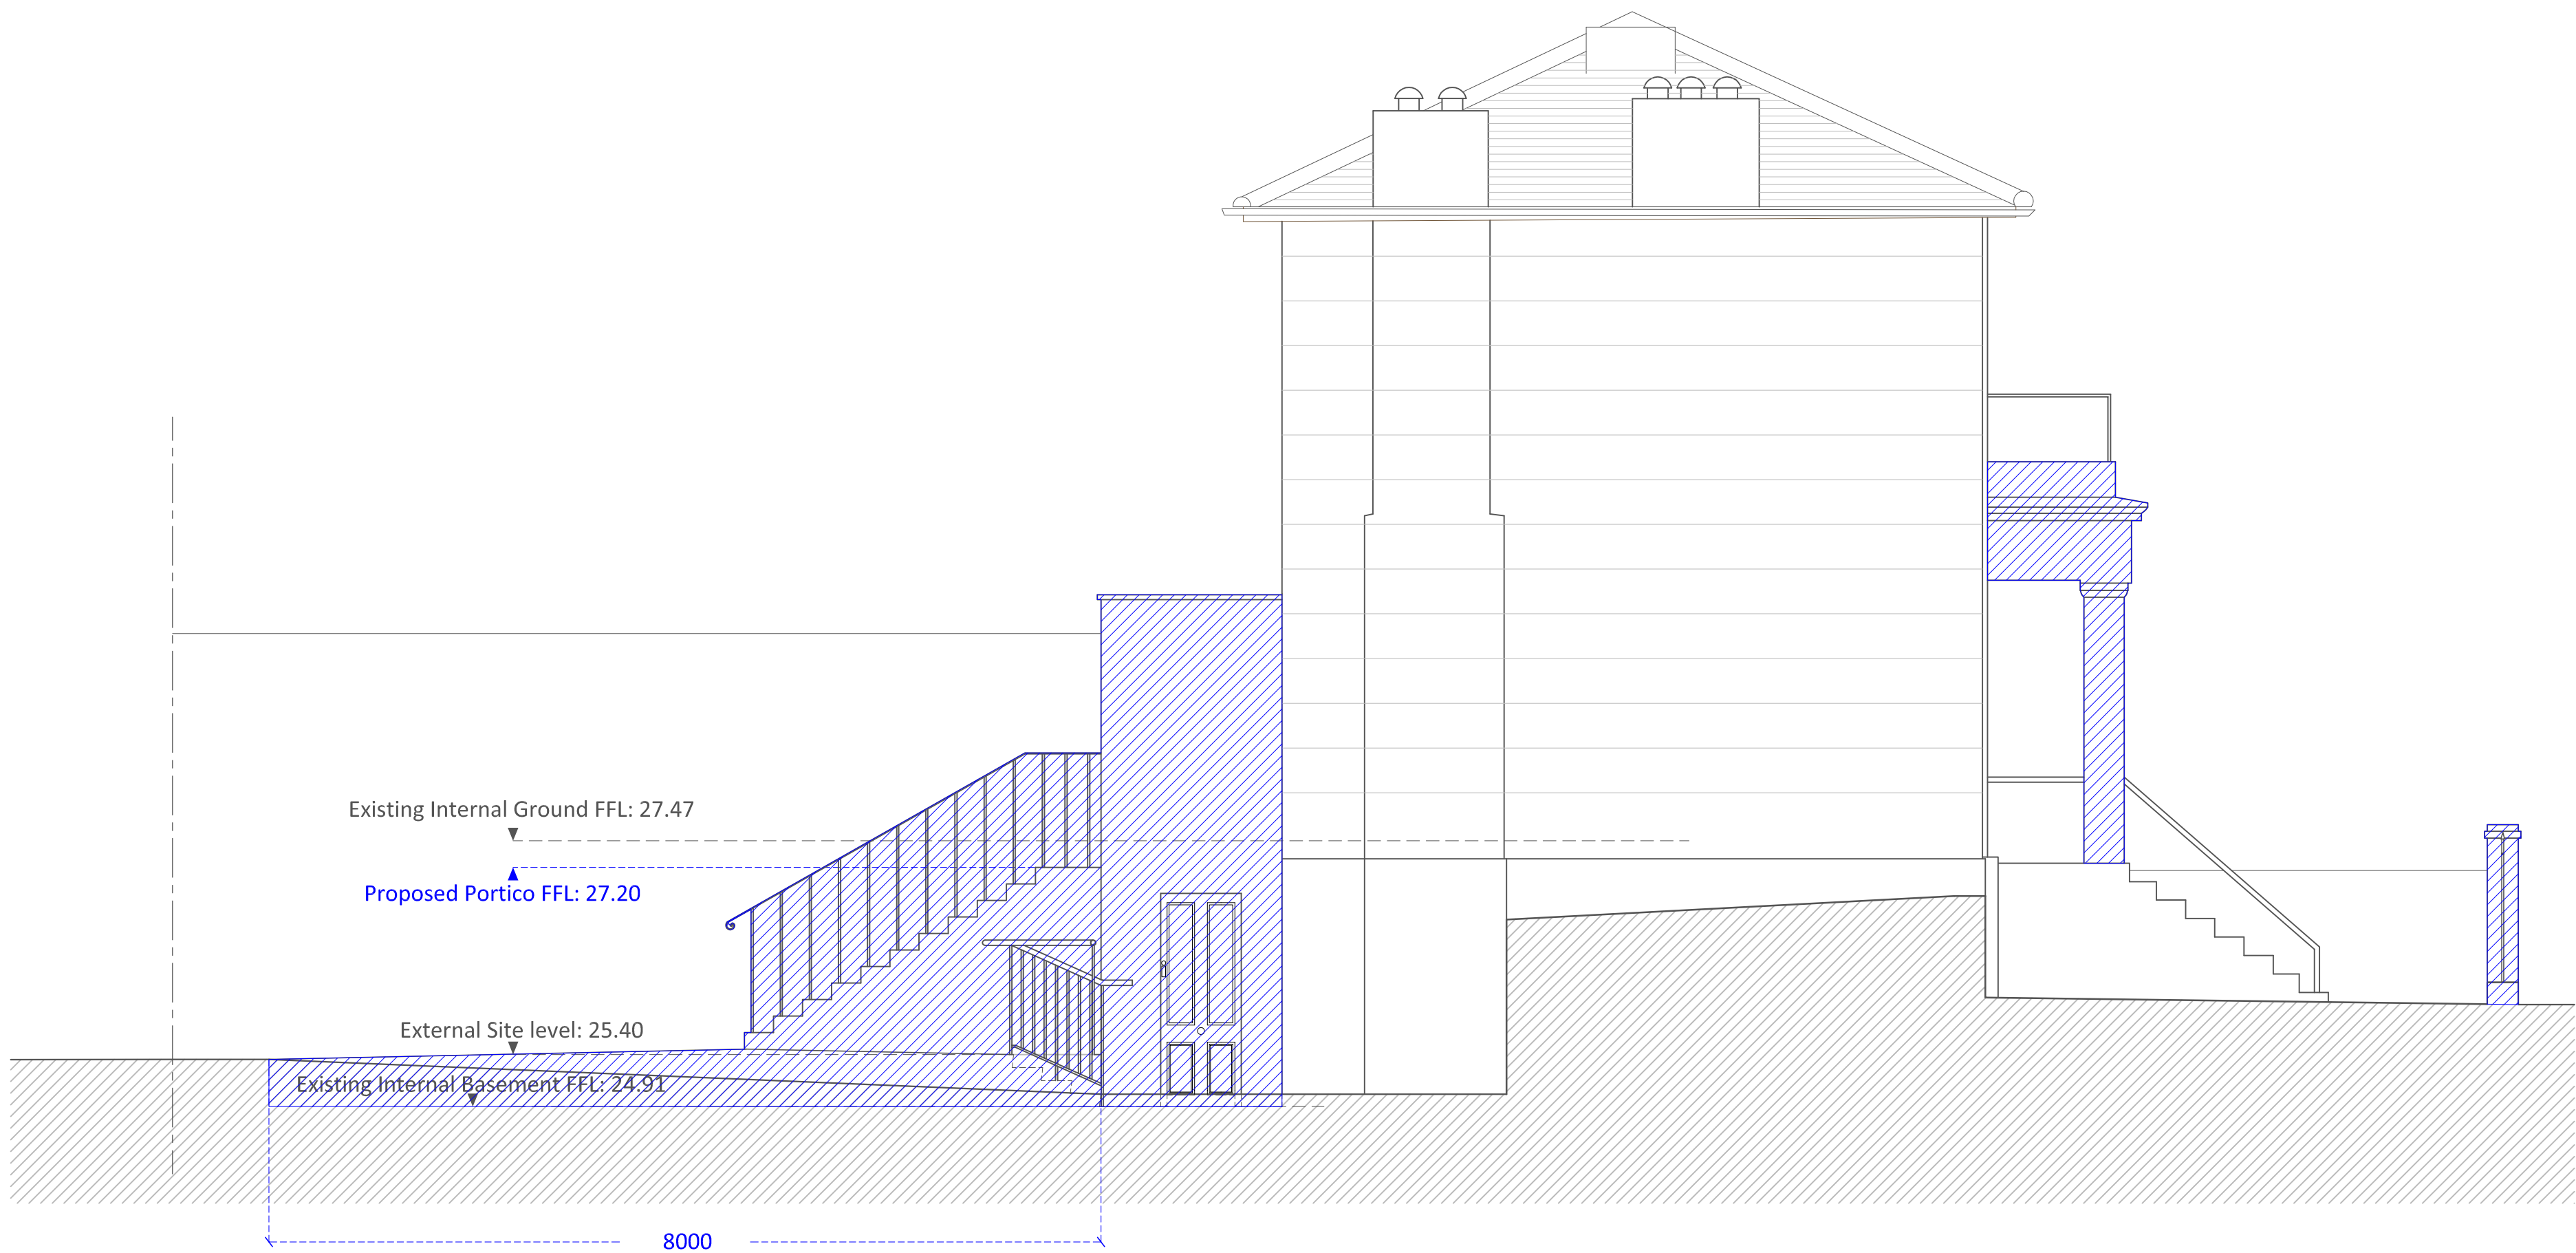 Existing Internal Ground FFL: 27.47
Proposed Portico FFL: 27.20
External Site level: 25.40
Existing Internal Basement FFL: 24.91
8000